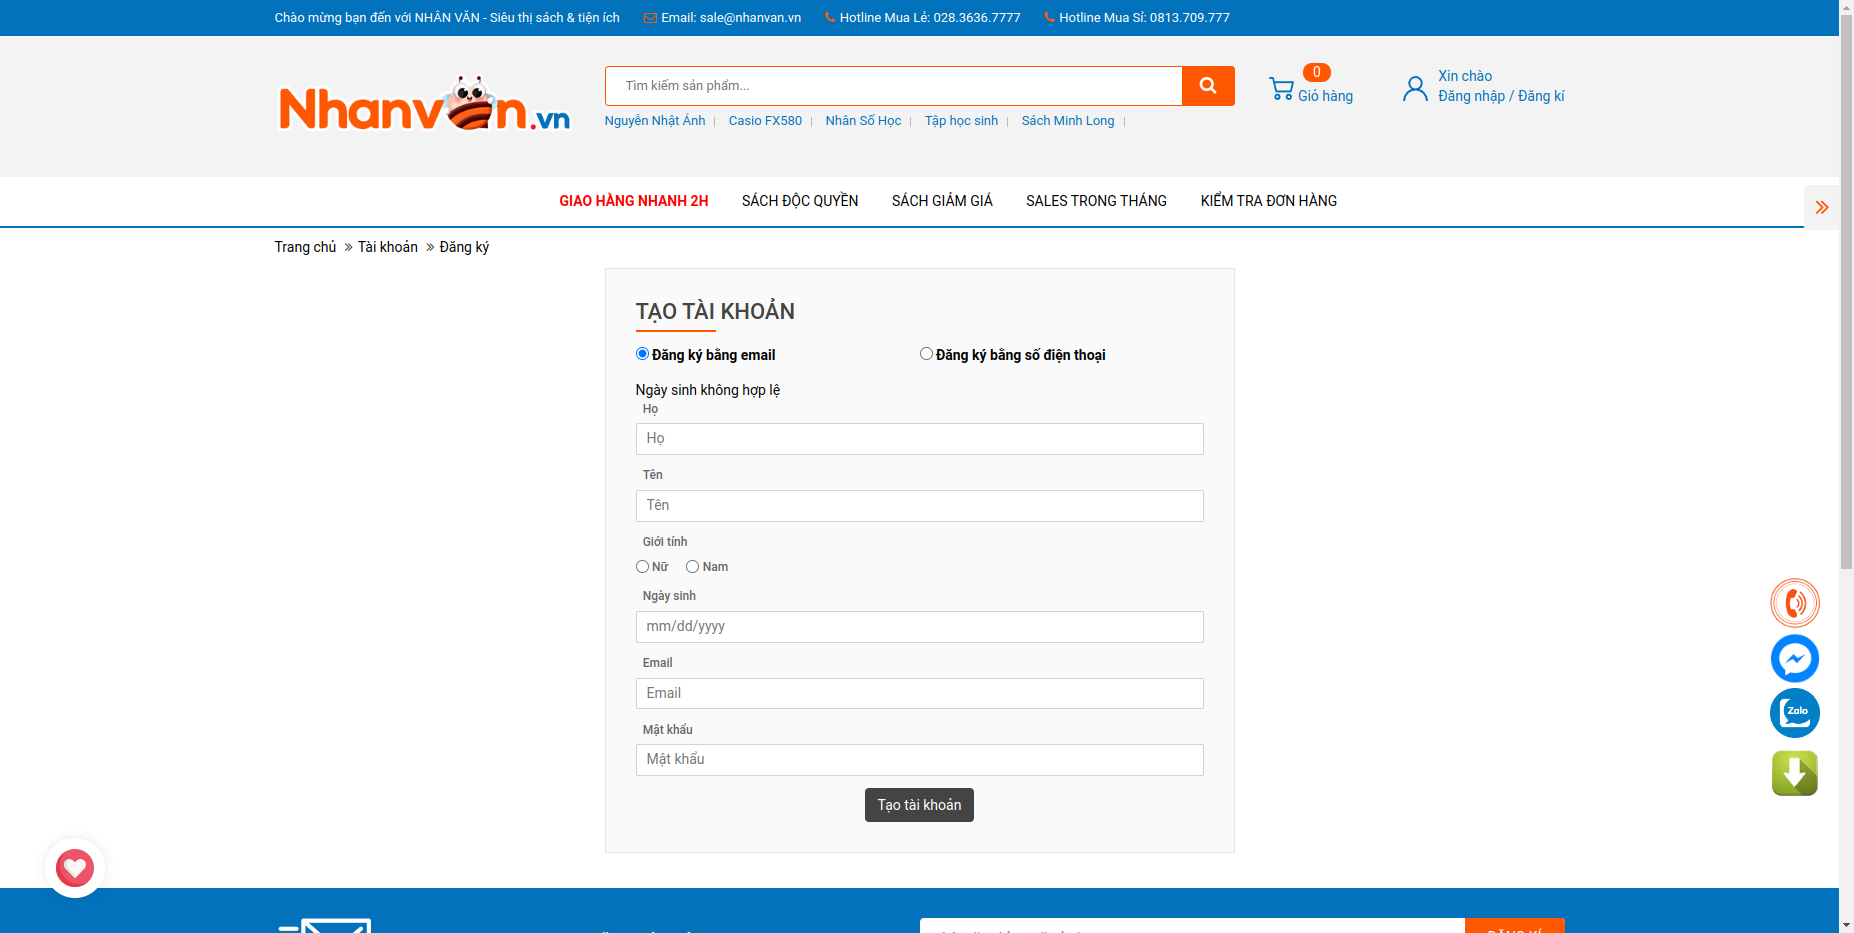 Chào mừng bạn đến với NHÂN VĂN - Siêu thị sách & tiện ích Email: sale@nhanvan.vn Hotline Mua Lẻ: 028.3636.7777 Hotline Mua Sỉ: 0813.709.777
Nhanvan.vn
Tìm kiếm sản phẩm...
0
Giỏ hàng
Xin chào
Đăng nhập / Đăng kí
Nguyễn Nhật Ánh | Casio FX580 | Nhân Số Học | Tập học sinh | Sách Minh Long |
GIAO HÀNG NHANH 2H SÁCH ĐỘC QUYỀN SÁCH GIẢM GIÁ SALES TRONG THÁNG KIỂM TRA ĐƠN HÀNG
Trang chủ » Tài khoản » Đăng ký
TẠO TÀI KHOẢN
Đăng ký bằng email Đăng ký bằng số điện thoại
Ngày sinh không hợp lệ
Họ
Họ
Tên
Tên
Giới tính
Nữ Nam
Ngày sinh
mm/dd/yyyy
Email
Email
Mật khẩu
Mật khẩu
Tạo tài khoản
Zalo